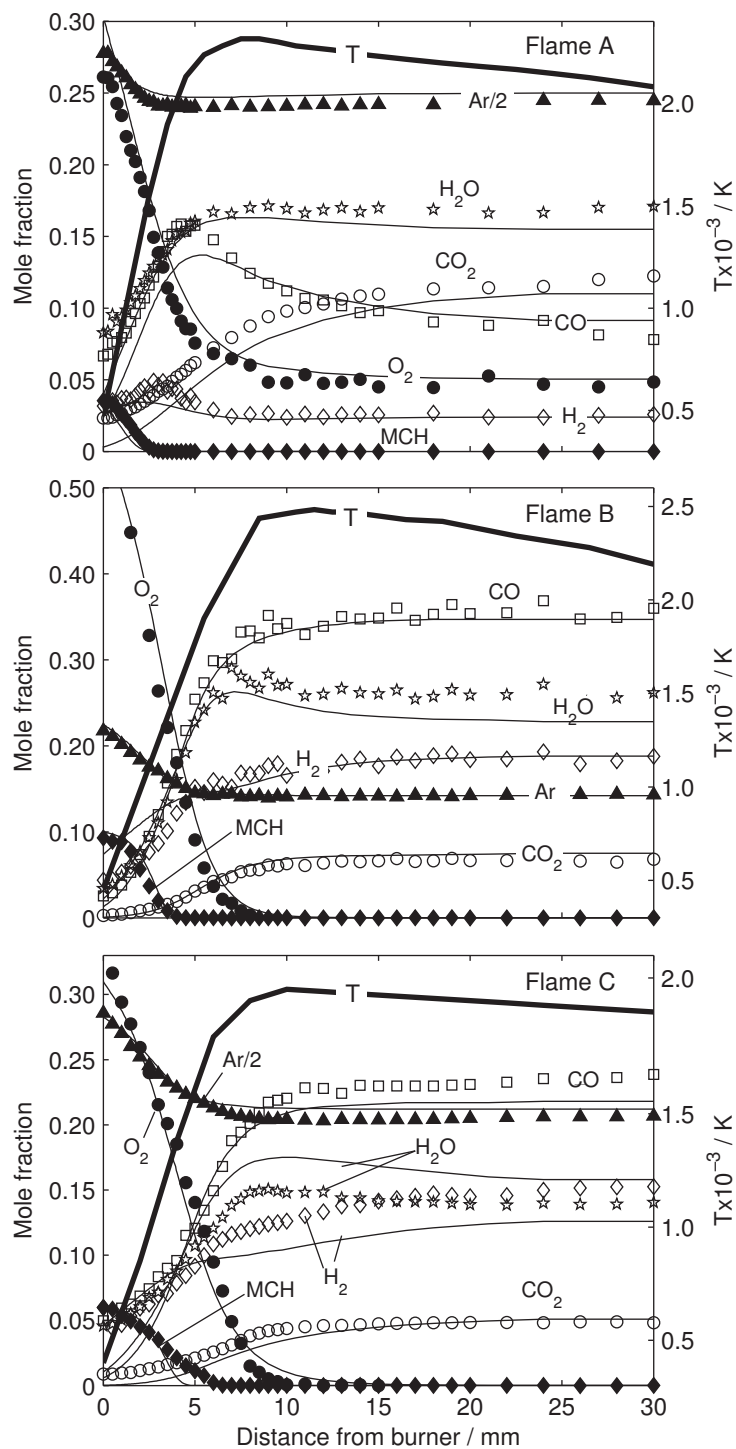 0.30
0.25
0.20
0.15
0.10
0.05
0
Mole fraction
Flame A
T
Ar/2
H₂O
CO₂
CO
O₂
H₂
MCH
2.0
1.5
1.0
0.5
Tx10⁻³ / K
0.50
0.40
0.30
0.20
0.10
0
Mole fraction
Flame B
T
O₂
CO
H₂O
H₂
Ar
MCH
CO₂
2.5
2.0
1.5
1.0
0.5
Tx10⁻³ / K
0.30
0.25
0.20
0.15
0.10
0.05
0
Mole fraction
Flame C
T
Ar/2
CO
O₂
H₂O
H₂
MCH
CO₂
2.0
1.5
1.0
0.5
Tx10⁻³ / K
0 5 10 15 20 25 30
Distance from burner / mm